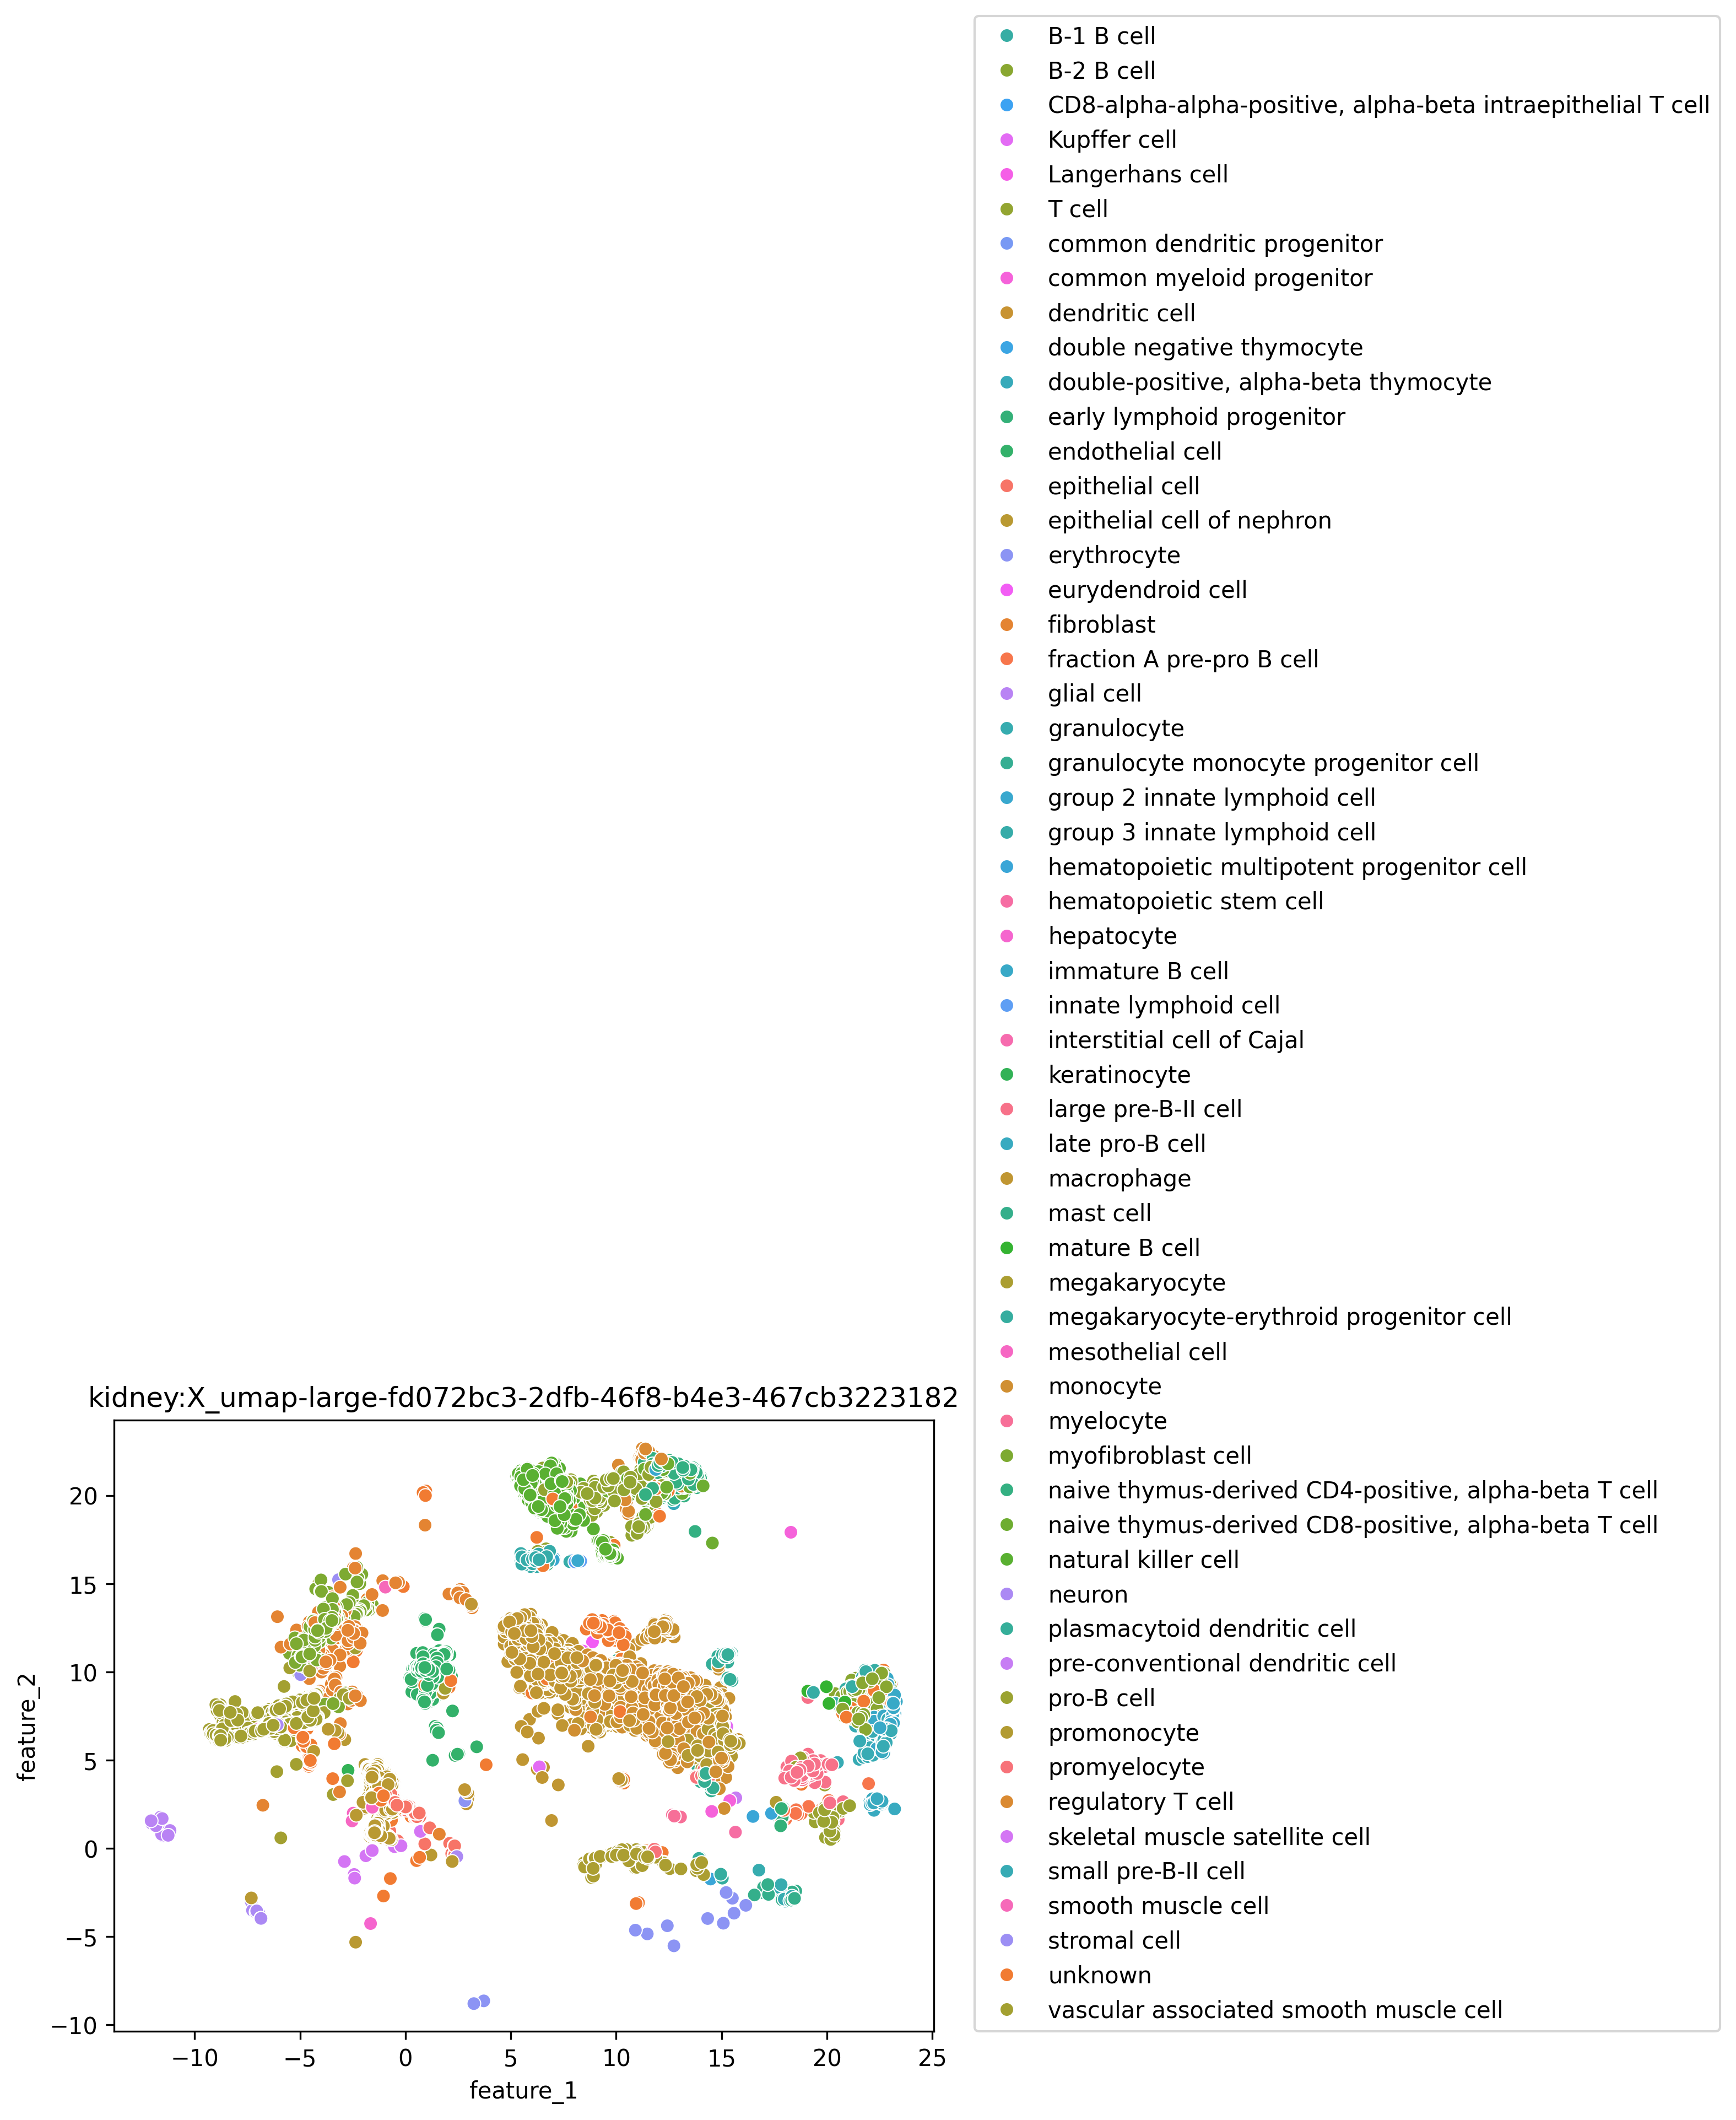 B-1 B cell
B-2 B cell
CD8-alpha-alpha-positive, alpha-beta intraepithelial T cell
Kupffer cell
Langerhans cell
T cell
common dendritic progenitor
common myeloid progenitor
dendritic cell
double negative thymocyte
double-positive, alpha-beta thymocyte
early lymphoid progenitor
endothelial cell
epithelial cell
epithelial cell of nephron
erythrocyte
eurydendroid cell
fibroblast
fraction A pre-pro B cell
glial cell
granulocyte
granulocyte monocyte progenitor cell
group 2 innate lymphoid cell
group 3 innate lymphoid cell
hematopoietic multipotent progenitor cell
hematopoietic stem cell
hepatocyte
immature B cell
innate lymphoid cell
interstitial cell of Cajal
keratinocyte
large pre-B-II cell
late pro-B cell
macrophage
mast cell
mature B cell
megakaryocyte
megakaryocyte-erythroid progenitor cell
mesothelial cell
monocyte
myelocyte
myofibroblast cell
naive thymus-derived CD4-positive, alpha-beta T cell
naive thymus-derived CD8-positive, alpha-beta T cell
natural killer cell
neuron
plasmacytoid dendritic cell
pre-conventional dendritic cell
pro-B cell
promonocyte
promyelocyte
regulatory T cell
skeletal muscle satellite cell
small pre-B-II cell
smooth muscle cell
stromal cell
unknown
vascular associated smooth muscle cell
kidney:X_umap-large-fd072bc3-2dfb-46f8-b4e3-467cb3223182
20
15
10
5
0
−5
−10
feature_2
−10 −5 0 5 10 15 20 25
feature_1